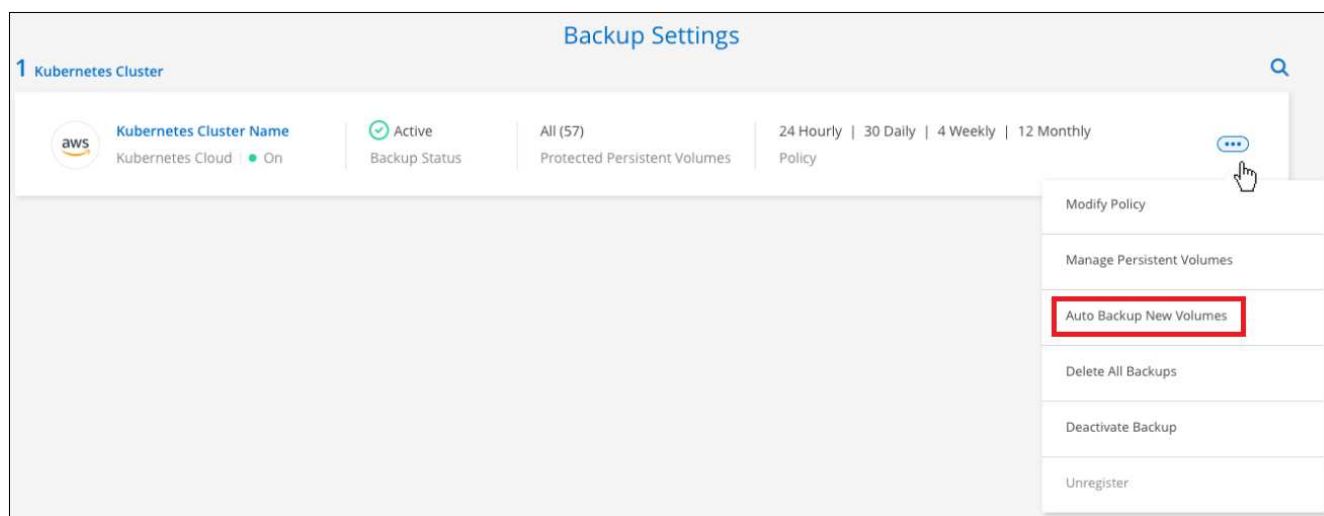 Backup Settings
1 Kubernetes Cluster
aws
Kubernetes Cluster Name
Kubernetes Cloud | On
Active
Backup Status
All (57)
Protected Persistent Volumes
24 Hourly | 30 Daily | 4 Weekly | 12 Monthly
Policy
Modify Policy
Manage Persistent Volumes
Auto Backup New Volumes
Delete All Backups
Deactivate Backup
Unregister